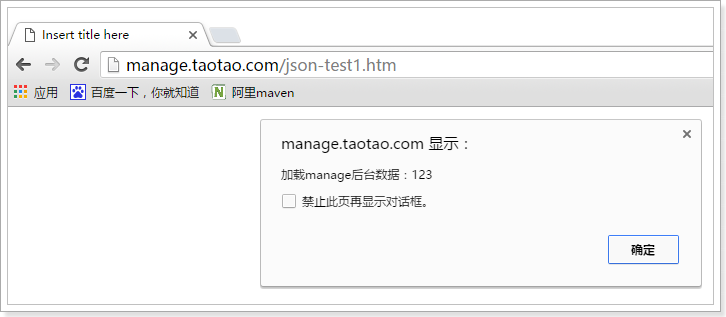 Insert title here
manage.taotao.com/json-test1.htm
应用 百度一下，你就知道 阿里maven
manage.taotao.com 显示：
加载manage后台数据：123
禁止此页再显示对话框。
确定